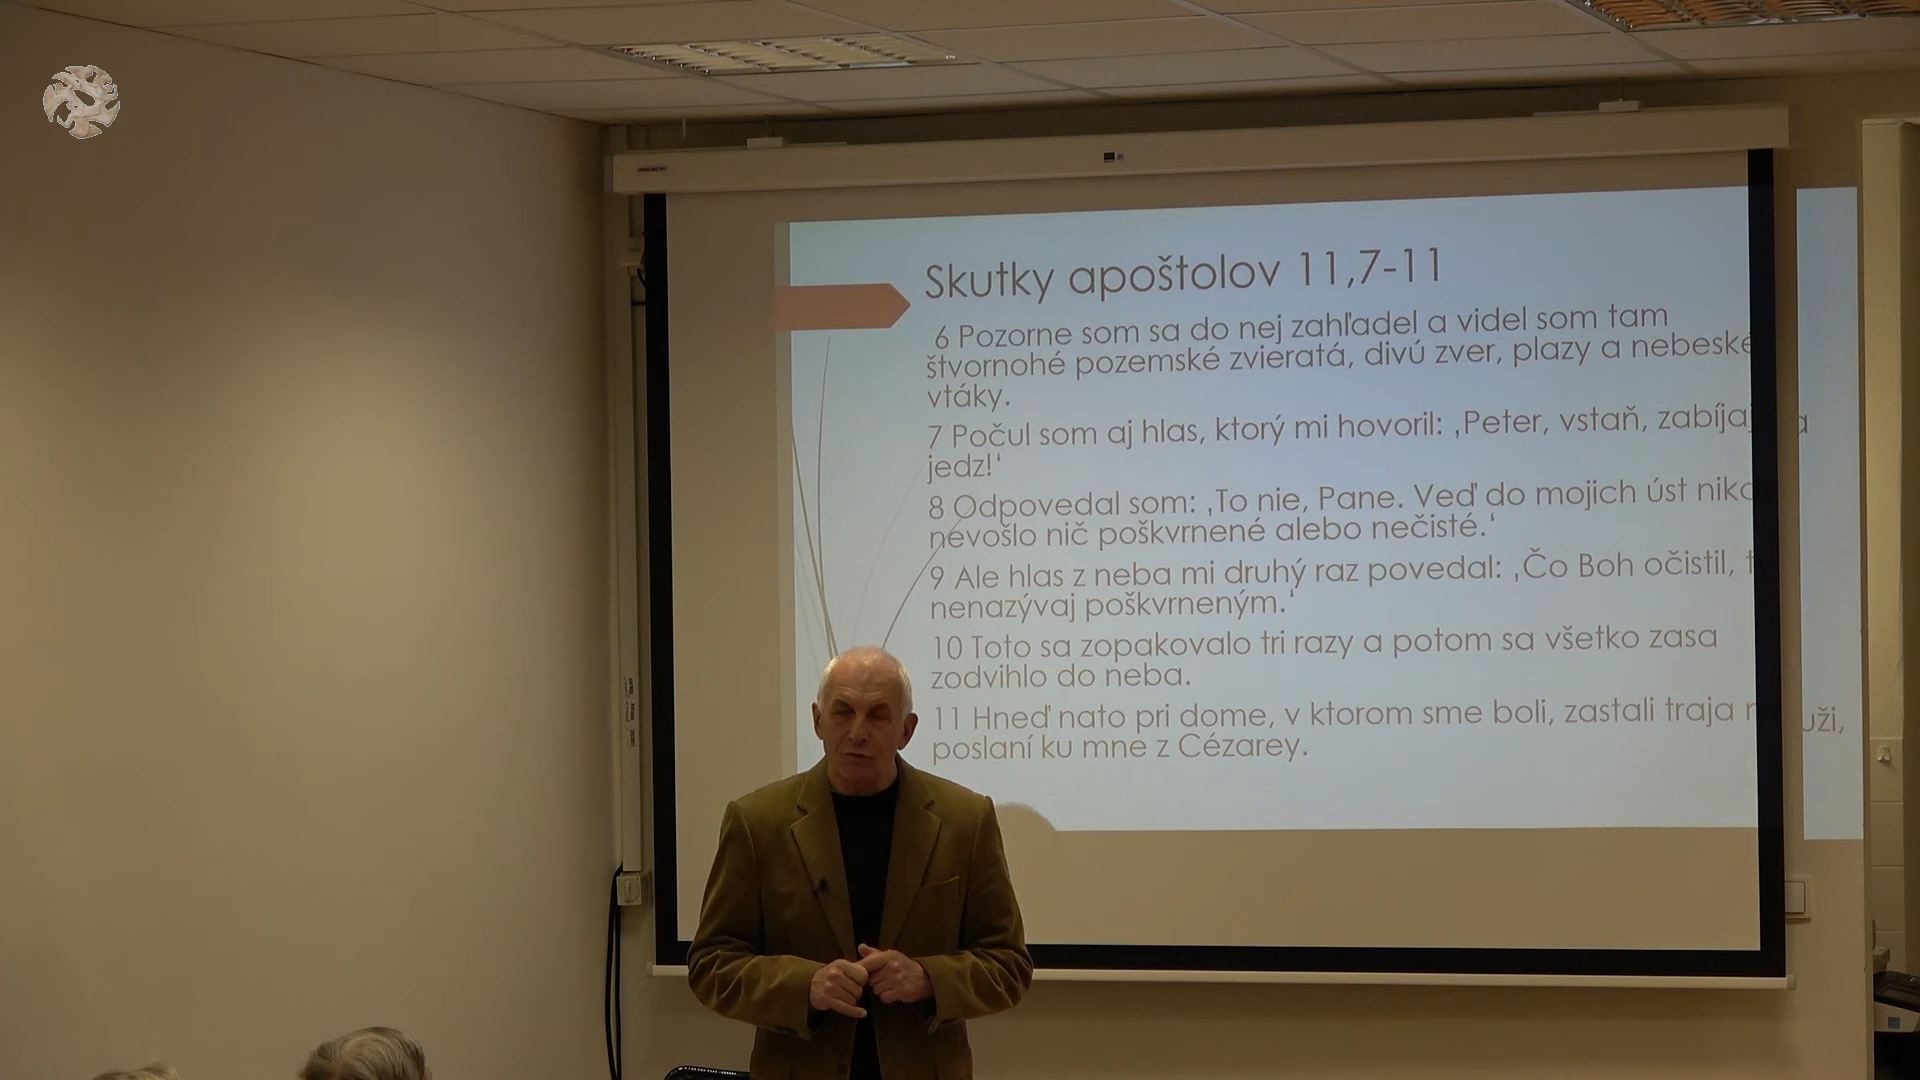 Skutky apoštolov 11,7-11
6 Pozorne som sa do nej zahľadel a videl som tam
štvornohé pozemské zvieratá, divú zver, plazy a nebeské
vtáky.
7 Počul som aj hlas, ktorý mi hovoril: ‚Peter, vstaň, zabíjaj a
jedz!‘
8 Odpovedal som: ‚To nie, Pane. Veď do mojich úst
nevošlo nič poškvrnené alebo nečisté.‘
9 Ale hlas z neba mi druhý raz povedal: ‚Čo Boh očistil,
nenazývaj poškvrneným.‘
10 Toto sa zopakovalo tri razy a potom sa všetko zasa
zodvihlo do neba.
11 Hneď nato pri dome, v ktorom sme boli, zastali traja muži,
poslaní ku mne z Cézarey.